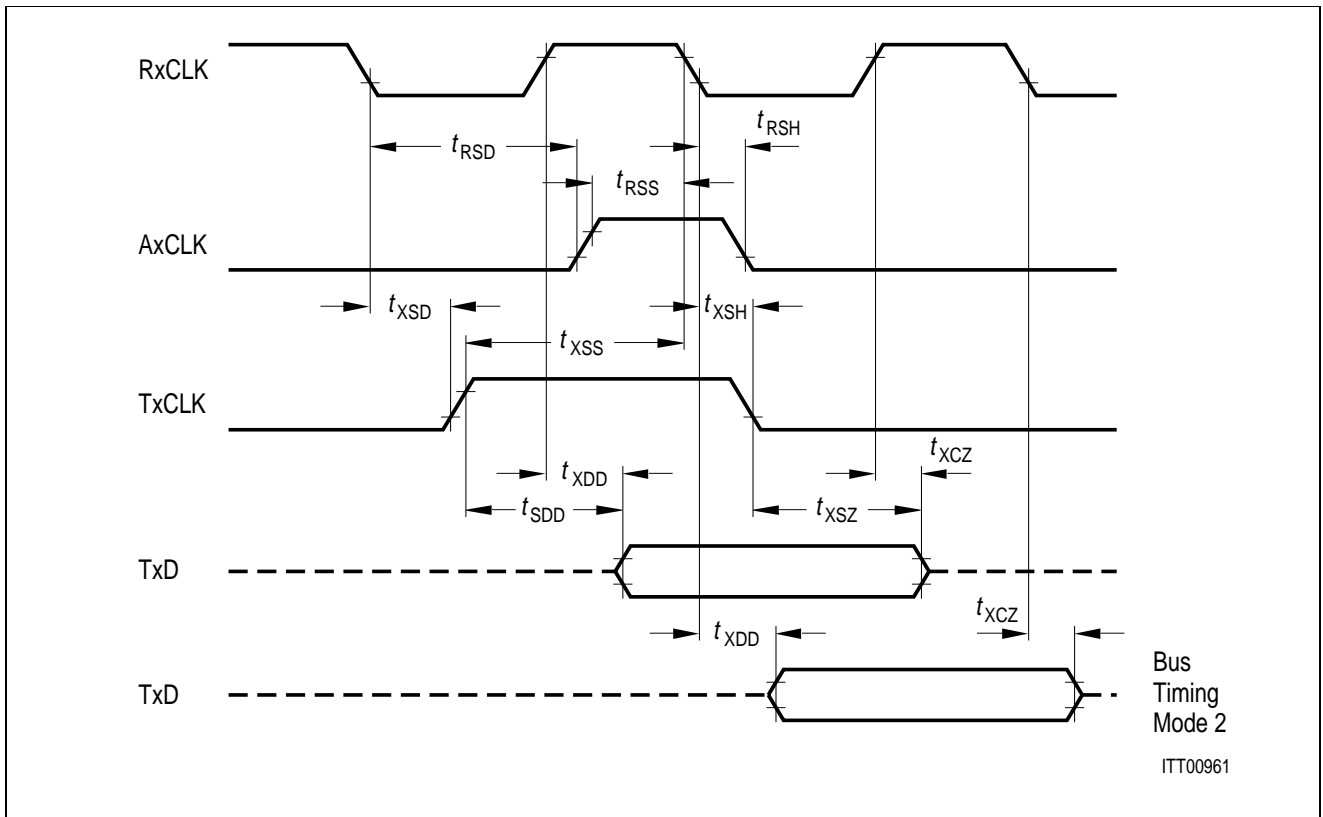 RxCLK
tRSH
tRSD
tRSS
AxCLK
tXSD
tXSH
tXSS
TxCLK
tXCZ
tXDD
tSDD
tXSZ
TxD
tXCZ
tXDD
TxD
Bus
Timing
Mode 2
ITT00961